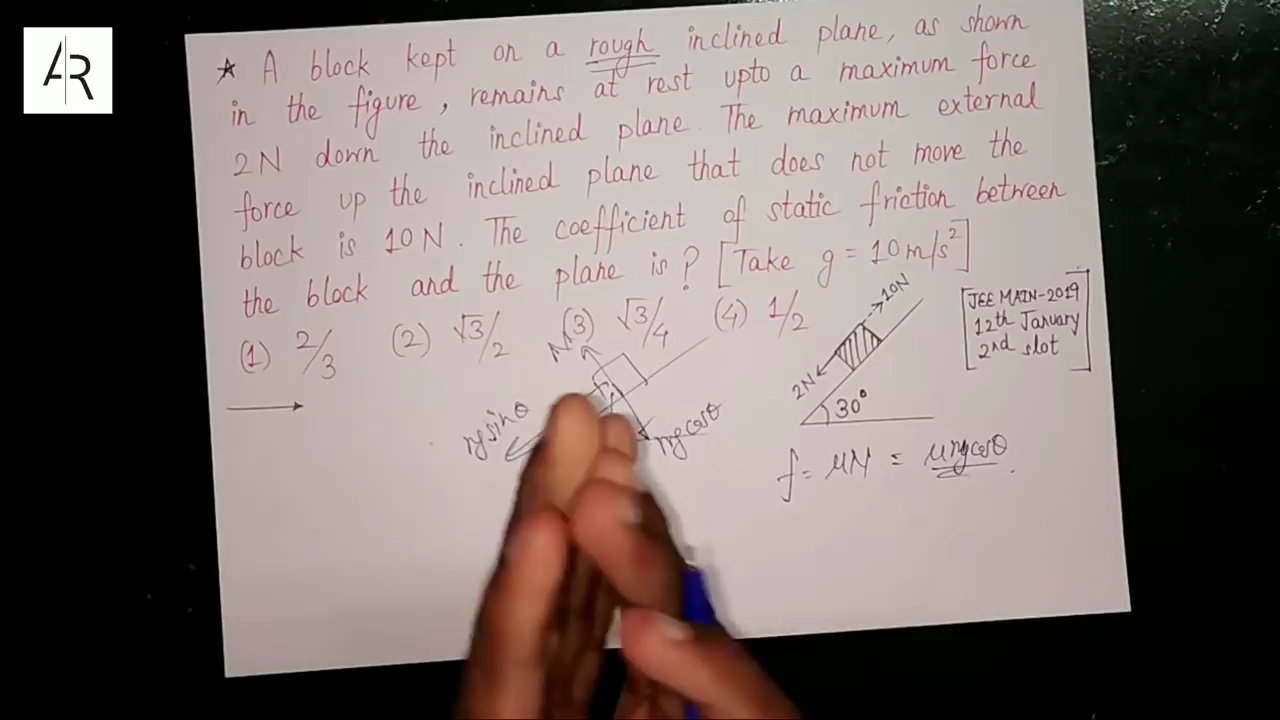 AR
★ A block kept on a rough inclined plane, as shown
in the figure, remains at rest upto a maximum force
2N down the inclined plane. The maximum external
force up the inclined plane that does not move the
block is 10N. The coefficient of static friction between
the block and the plane is? [Take g = 10 m/s²]
(1) 2/3 (2) √3/2 (3) √3/4 (4) 1/2
10N
2N
30°
[JEE MAIN-2019
12th January
2nd slot]
N
mg sinθ
mg cosθ
f = μN = μmg cosθ